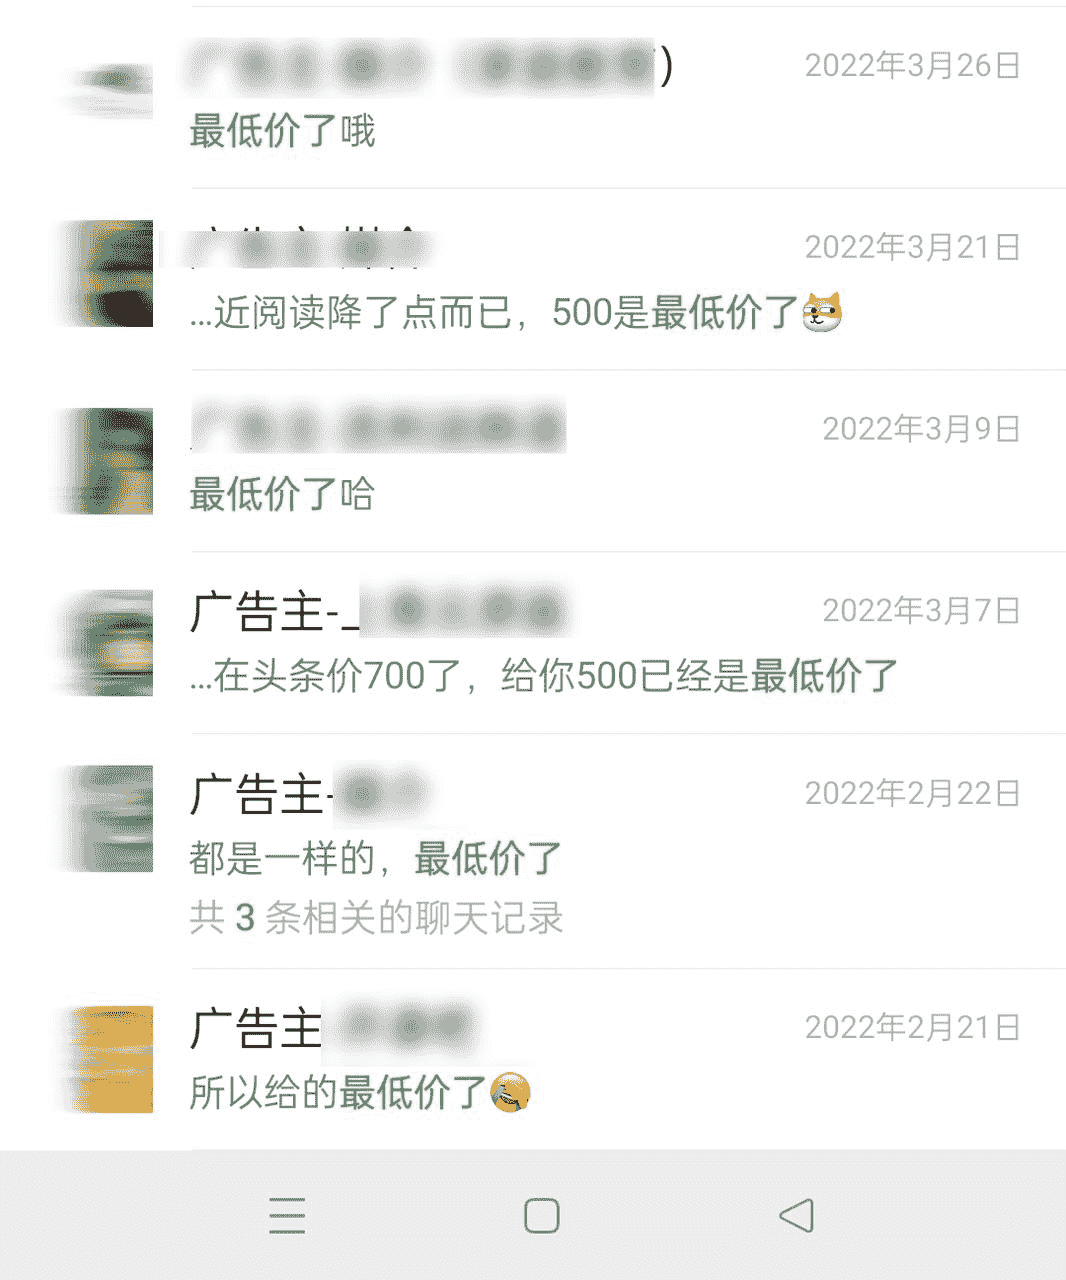 )
2022年3月26日
最低价了哦
2022年3月21日
...近阅读降了点而已，500是最低价了
2022年3月9日
最低价了哈
广告主-
2022年3月7日
...在头条价700了，给你500已经是最低价了
广告主-
2022年2月22日
都是一样的，最低价了
共 3 条相关的聊天记录
广告主
2022年2月21日
所以给的最低价了